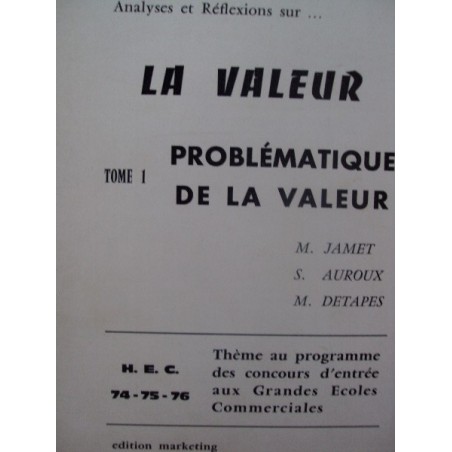 Analyses et Réflexions sur ...
LA VALEUR
PROBLÉMATIQUE
TOME 1
DE LA VALEUR
M. JAMET
S. AUROUX
M. DETAPES
H. E. C.
74-75-76
Thème au programme
des concours d'entrée
aux Grandes Ecoles
Commerciales
edition marketing